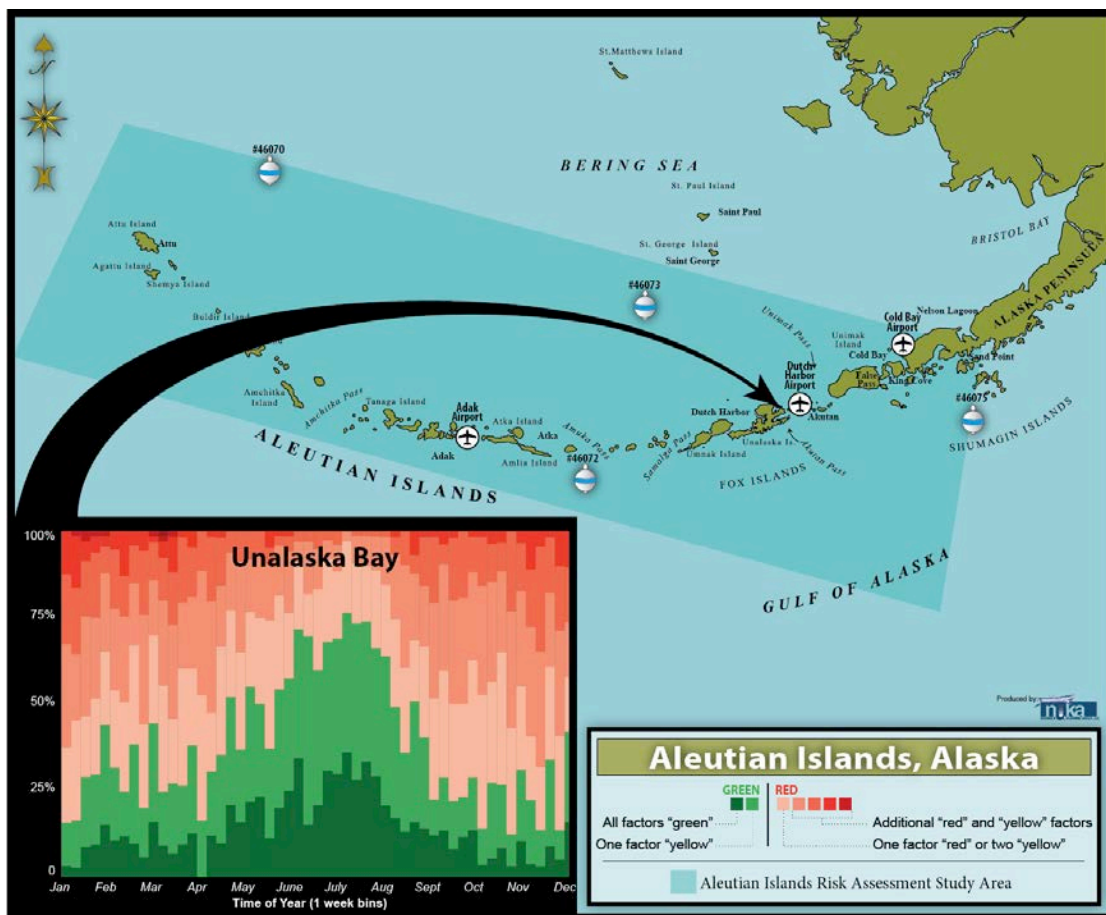 St.Matthews Island
N
#46070
BERING SEA
St. Paul Island
Saint Paul
Attu Island
Attu
St. George Island
Saint George
BRISTOL BAY
Agattu Island
Shemya Island
#46073
ALASKA PENINSULA
Buldir Island
Nelson Lagoon
Unimak Pass
Cold Bay
Airport
Unimak
Island
Cold Bay
Sand Point
Dutch
Harbor
Airport
False
Pass
King Cove
Amchitka
Island
Amchitka Pass
Tanaga Island
Adak
Airport
Atka Island
Atka
Dutch Harbor
Akutan
#46075
SHUMAGIN ISLANDS
Adak
Amlia Island
Amuka Pass
#46072
Samalga Pass
Unalaska Is.
Umnak Island
Akutan Pass
FOX ISLANDS
ALEUTIAN ISLANDS
GULF OF ALASKA
Unalaska Bay
100%
75%
50%
25%
0
Jan Feb Mar Apr May June July Aug Sept Oct Nov Dec
Time of Year (1 week bins)
Produced by:
nuka
Aleutian Islands, Alaska
GREEN RED
All factors "green" Additional "red" and "yellow" factors
One factor "yellow" One factor "red" or two "yellow"
Aleutian Islands Risk Assessment Study Area